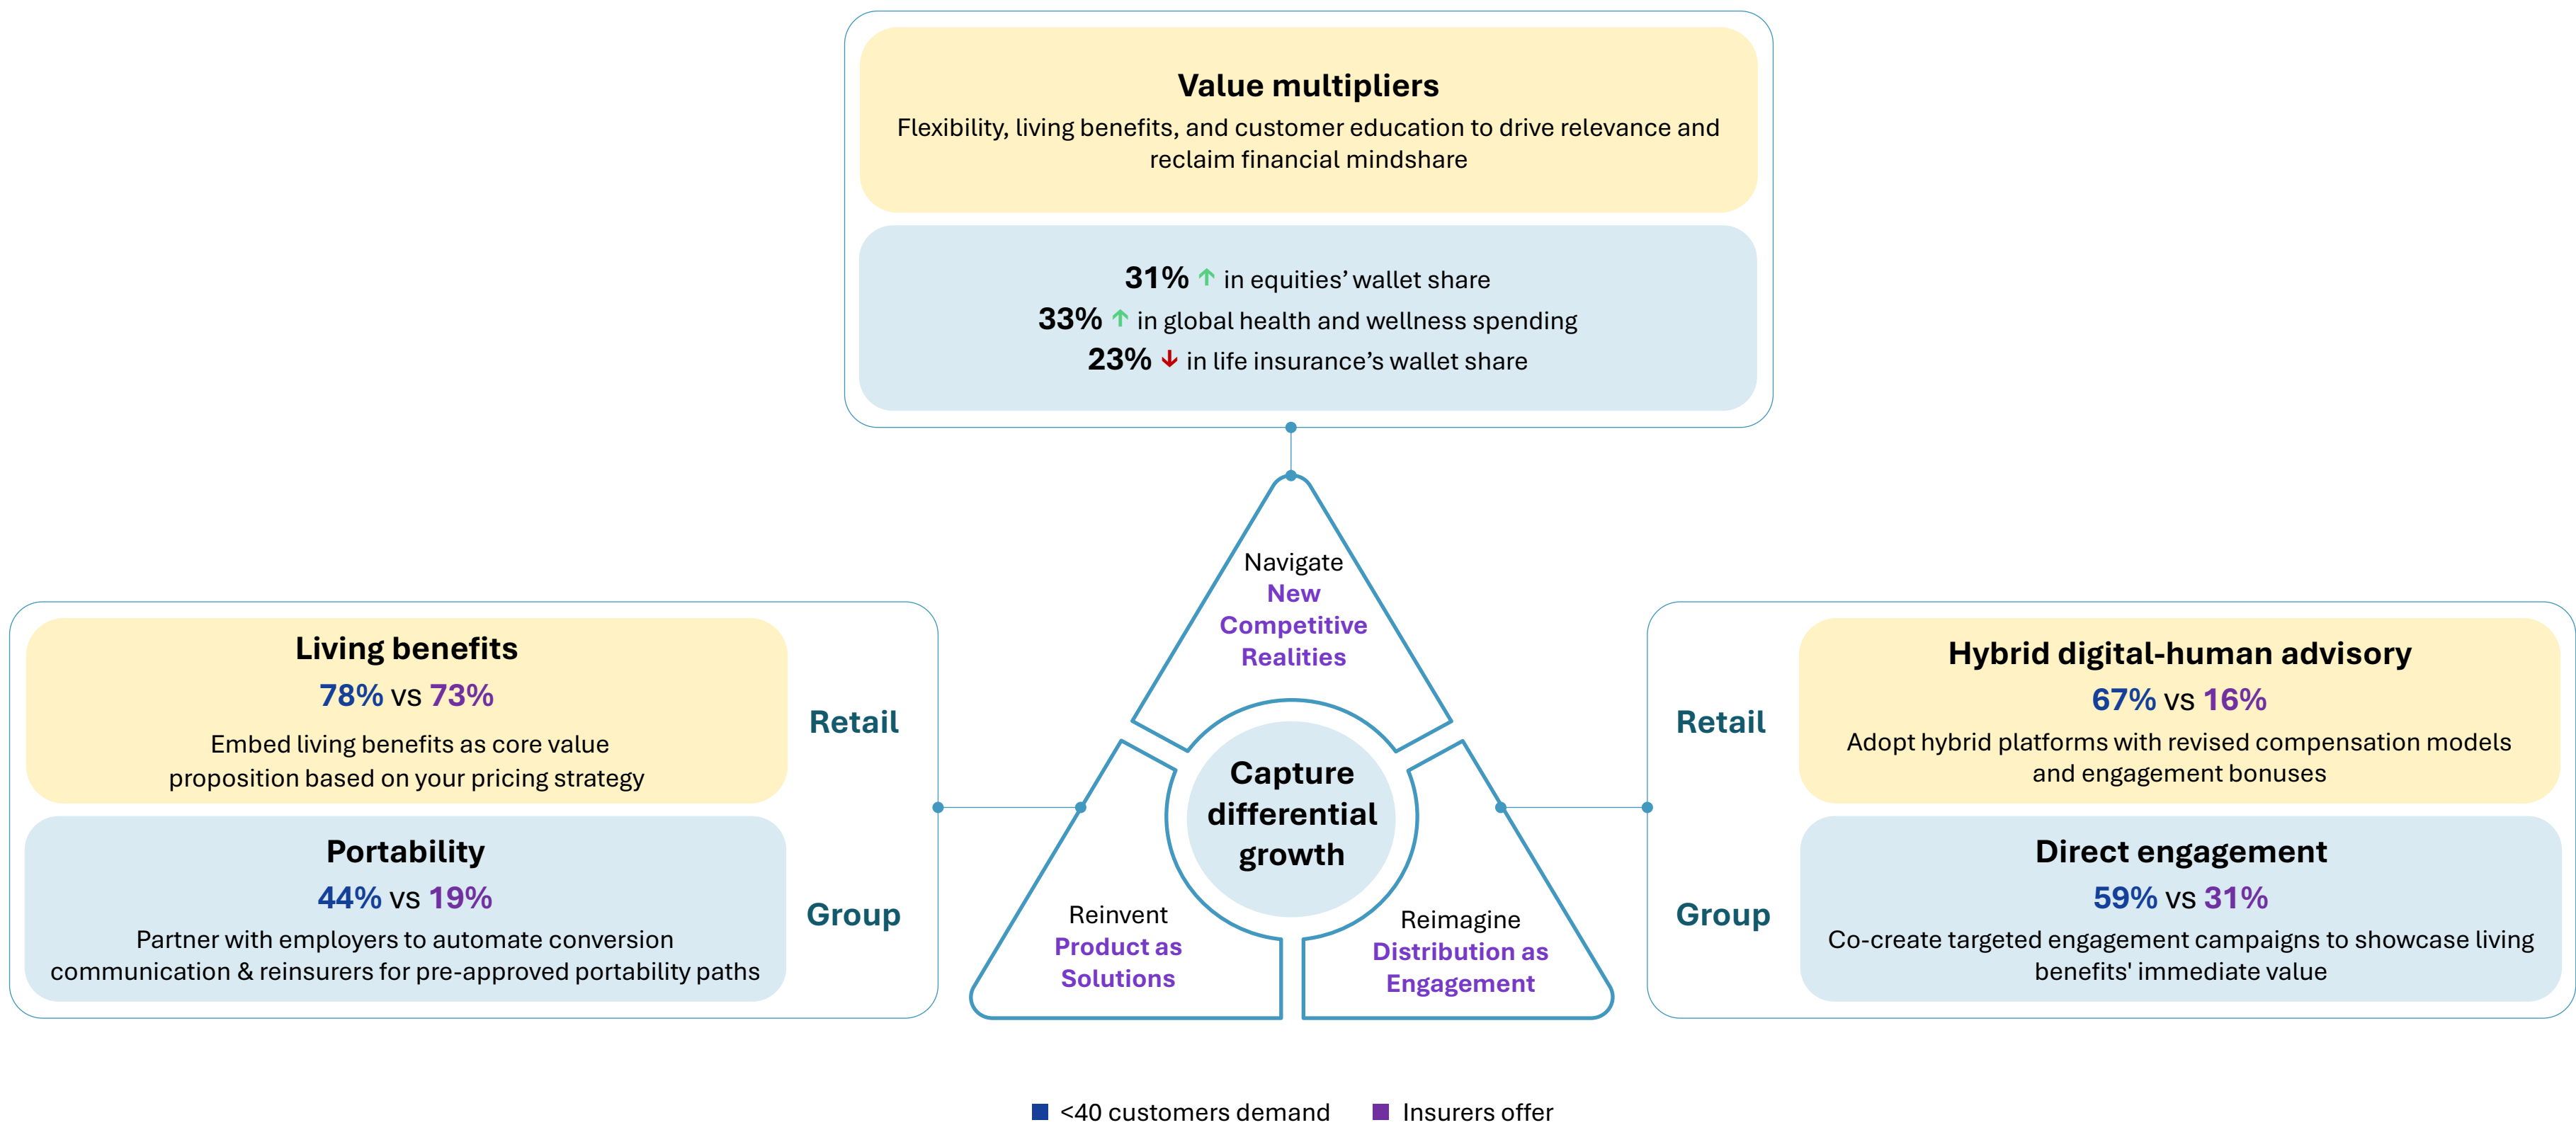 Value multipliers
Flexibility, living benefits, and customer education to drive relevance and
reclaim financial mindshare
31% ↑ in equities’ wallet share
33% ↑ in global health and wellness spending
23% ↓ in life insurance’s wallet share
Navigate
New
Competitive
Realities
Living benefits
78% vs 73%
Embed living benefits as core value
proposition based on your pricing strategy
Retail
Portability
44% vs 19%
Partner with employers to automate conversion
communication & reinsurers for pre-approved portability paths
Group
Capture
differential
growth
Reinvent
Product as
Solutions
Reimagine
Distribution as
Engagement
Retail
Hybrid digital-human advisory
67% vs 16%
Adopt hybrid platforms with revised compensation models
and engagement bonuses
Group
Direct engagement
59% vs 31%
Co-create targeted engagement campaigns to showcase living
benefits' immediate value
<40 customers demand
Insurers offer